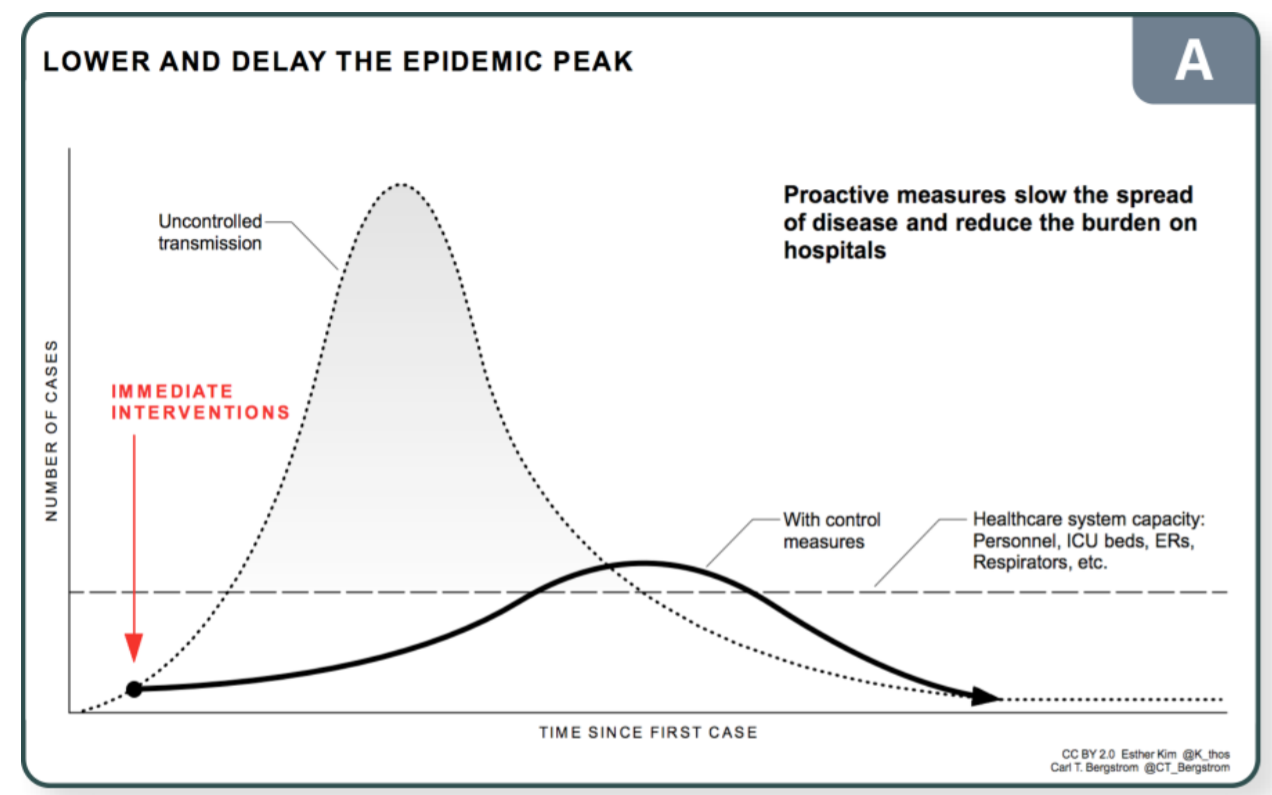 LOWER AND DELAY THE EPIDEMIC PEAK
A
Proactive measures slow the spread
of disease and reduce the burden on
hospitals
Uncontrolled
transmission
IMMEDIATE
INTERVENTIONS
NUMBER OF CASES
With control
measures
Healthcare system capacity:
Personnel, ICU beds, ERs,
Respirators, etc.
TIME SINCE FIRST CASE
CC BY 2.0 Esther Kim @K_thos
Carl T. Bergstrom @CT_Bergstrom